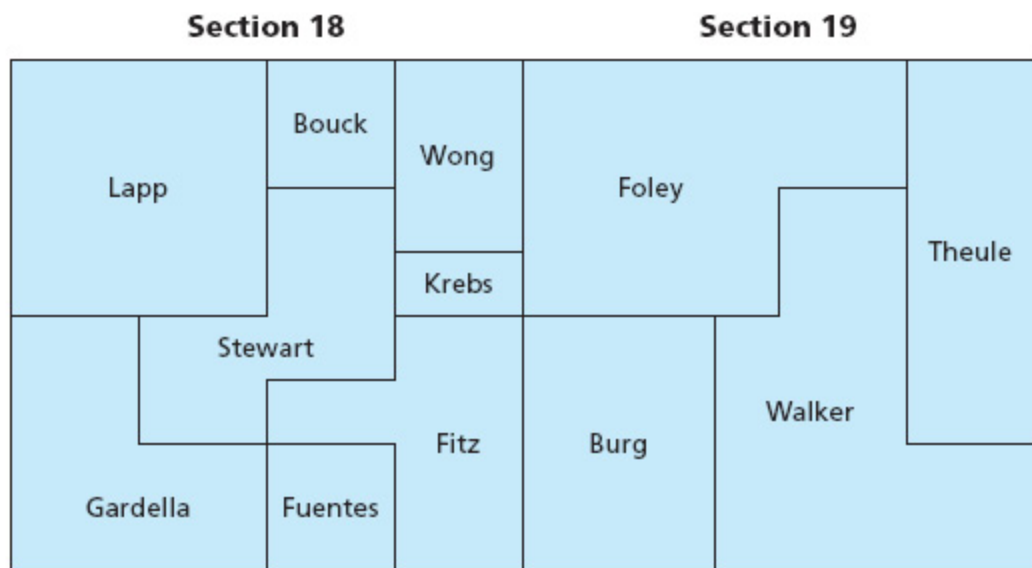 Section 18
Section 19
Bouck
Wong
Lapp
Foley
Theule
Krebs
Stewart
Walker
Fitz
Burg
Gardella
Fuentes